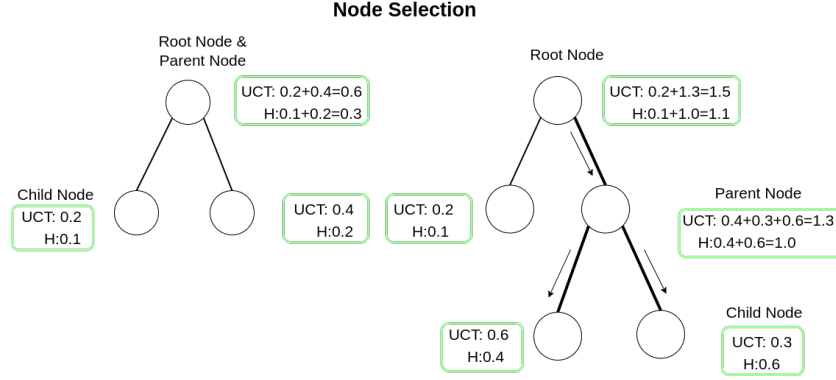 Node Selection
Root Node &
Parent Node
UCT: 0.2+0.4=0.6
H:0.1+0.2=0.3
Child Node
UCT: 0.2
H:0.1
UCT: 0.4
H:0.2
Root Node
UCT: 0.2+1.3=1.5
H:0.1+1.0=1.1
UCT: 0.2
H:0.1
Parent Node
UCT: 0.4+0.3+0.6=1.3
H:0.4+0.6=1.0
UCT: 0.6
H:0.4
Child Node
UCT: 0.3
H:0.6